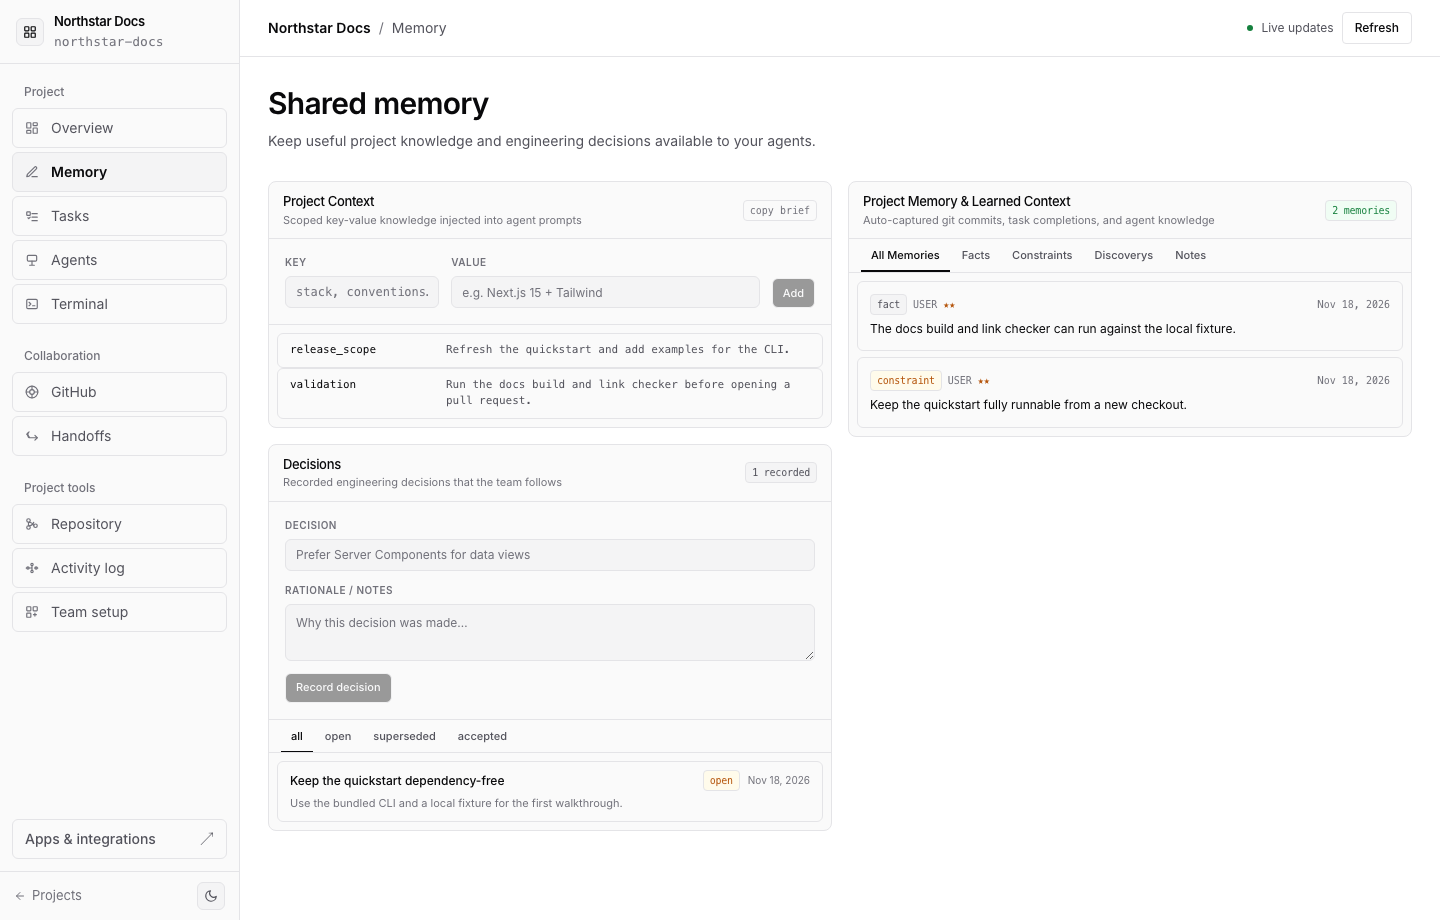 Northstar Docs
northstar-docs
Project
Overview
Memory
Tasks
Agents
Terminal
Collaboration
GitHub
Handoffs
Project tools
Repository
Activity log
Team setup
Apps & integrations
← Projects
Northstar Docs / Memory
Live updates
Refresh
Shared memory
Keep useful project knowledge and engineering decisions available to your agents.
Project Context
Scoped key-value knowledge injected into agent prompts
copy brief
KEY
VALUE
stack, conventions.
e.g. Next.js 15 + Tailwind
Add
release_scope
Refresh the quickstart and add examples for the CLI.
validation
Run the docs build and link checker before opening a
pull request.
Decisions
Recorded engineering decisions that the team follows
1 recorded
DECISION
Prefer Server Components for data views
RATIONALE / NOTES
Why this decision was made...
Record decision
all open superseded accepted
Keep the quickstart dependency-free
open Nov 18, 2026
Use the bundled CLI and a local fixture for the first walkthrough.
Project Memory & Learned Context
Auto-captured git commits, task completions, and agent knowledge
2 memories
All Memories Facts Constraints Discoverys Notes
fact USER ★★ Nov 18, 2026
The docs build and link checker can run against the local fixture.
constraint USER ★★ Nov 18, 2026
Keep the quickstart fully runnable from a new checkout.